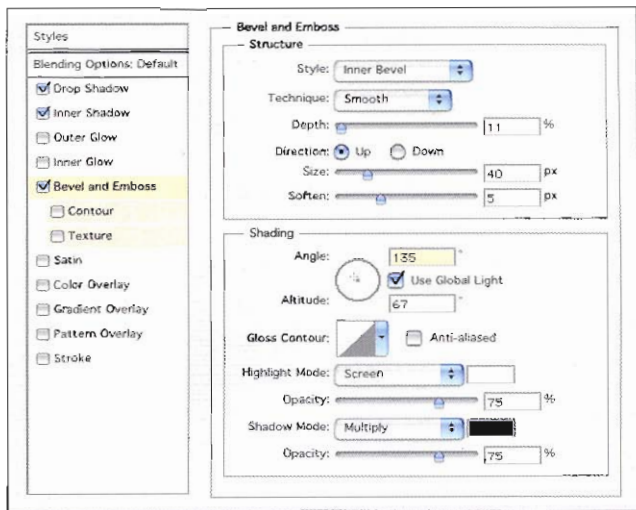 Styles
Blending Options: Default
Drop Shadow
Inner Shadow
Outer Glow
Inner Glow
Bevel and Emboss
Contour
Texture
Satin
Color Overlay
Gradient Overlay
Pattern Overlay
Stroke
Bevel and Emboss
Structure
Style: Inner Bevel
Technique: Smooth
Depth: 11 %
Direction: Up Down
Size: 40 px
Soften: 5 px
Shading
Angle: 135 °
Use Global Light
Altitude: 67 °
Gloss Contour: Anti-aliased
Highlight Mode: Screen
Opacity: 75 %
Shadow Mode: Multiply
Opacity: 75 %